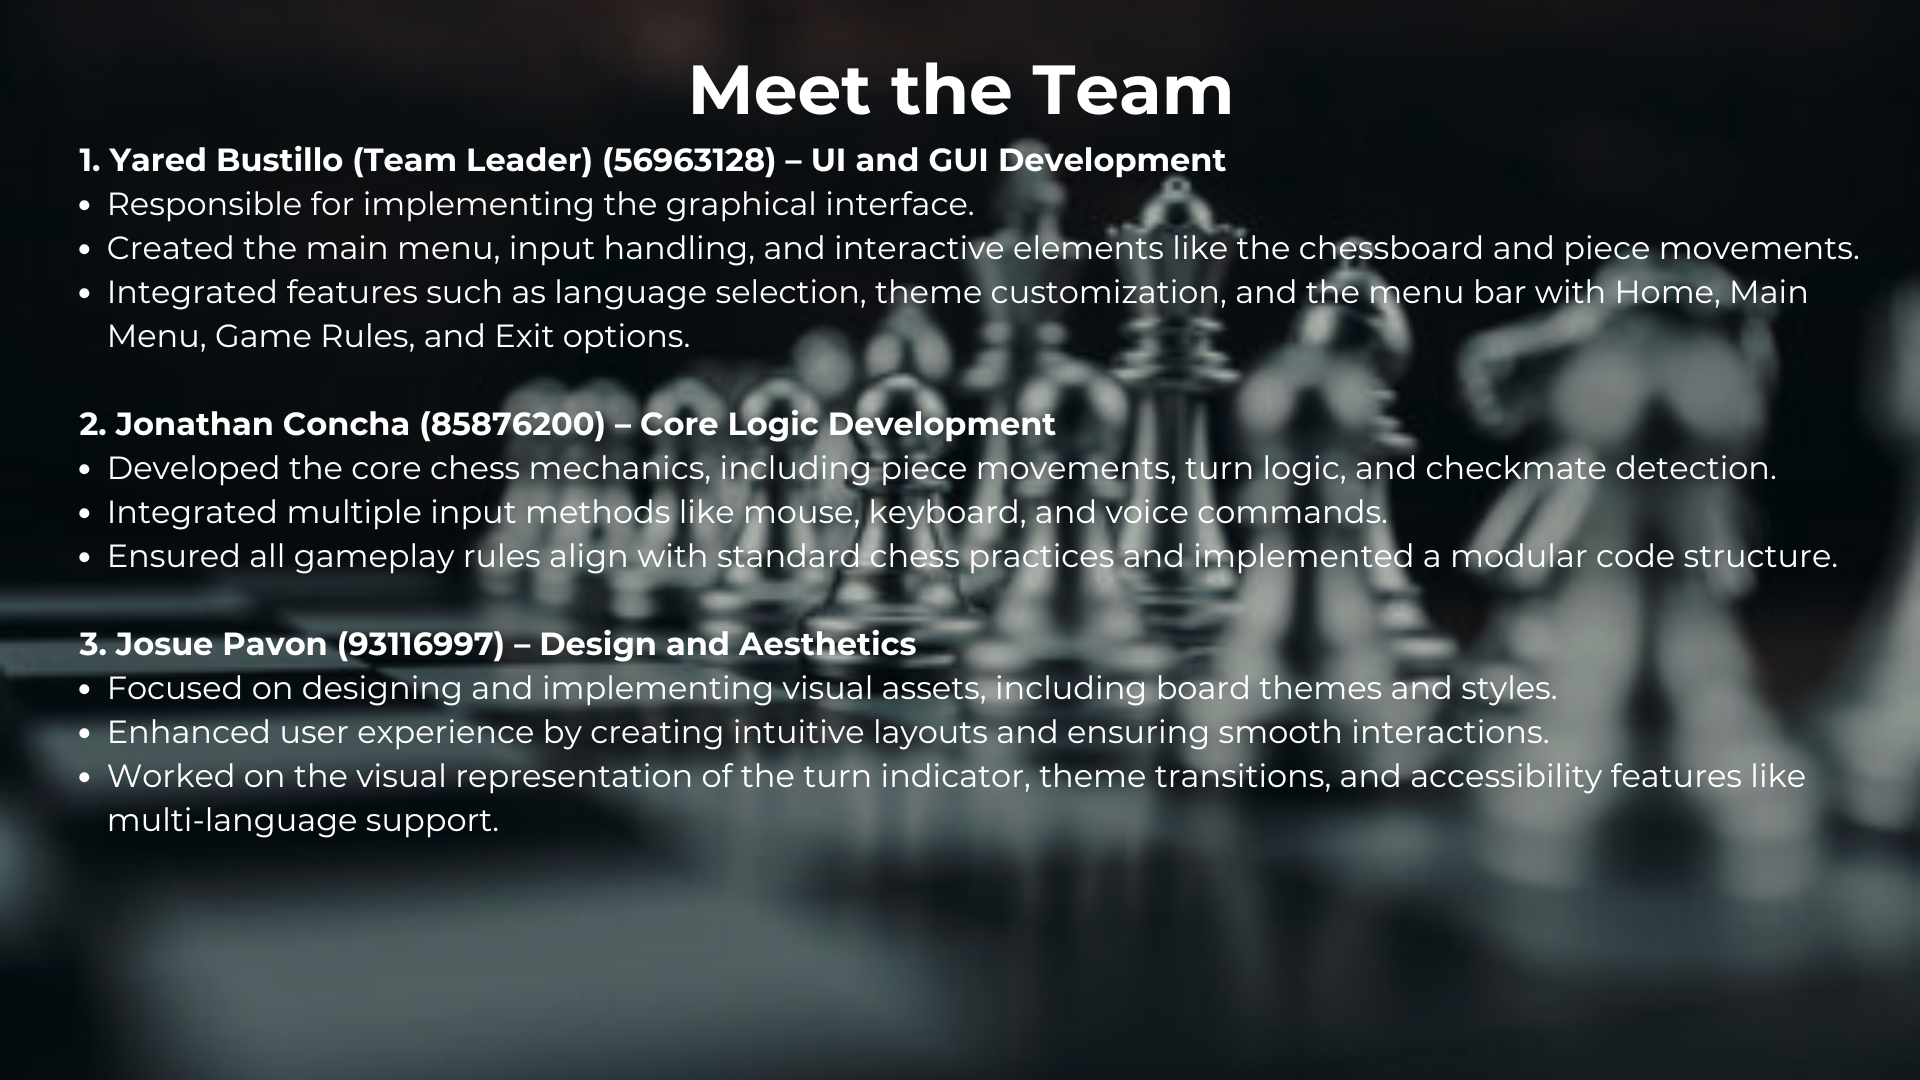 Meet the Team
1. Yared Bustillo (Team Leader) (56963128) – UI and GUI Development
• Responsible for implementing the graphical interface.
• Created the main menu, input handling, and interactive elements like the chessboard and piece movements.
• Integrated features such as language selection, theme customization, and the menu bar with Home, Main
Menu, Game Rules, and Exit options.
2. Jonathan Concha (85876200) – Core Logic Development
• Developed the core chess mechanics, including piece movements, turn logic, and checkmate detection.
• Integrated multiple input methods like mouse, keyboard, and voice commands.
• Ensured all gameplay rules align with standard chess practices and implemented a modular code structure.
3. Josue Pavon (93116997) – Design and Aesthetics
• Focused on designing and implementing visual assets, including board themes and styles.
• Enhanced user experience by creating intuitive layouts and ensuring smooth interactions.
• Worked on the visual representation of the turn indicator, theme transitions, and accessibility features like
multi-language support.